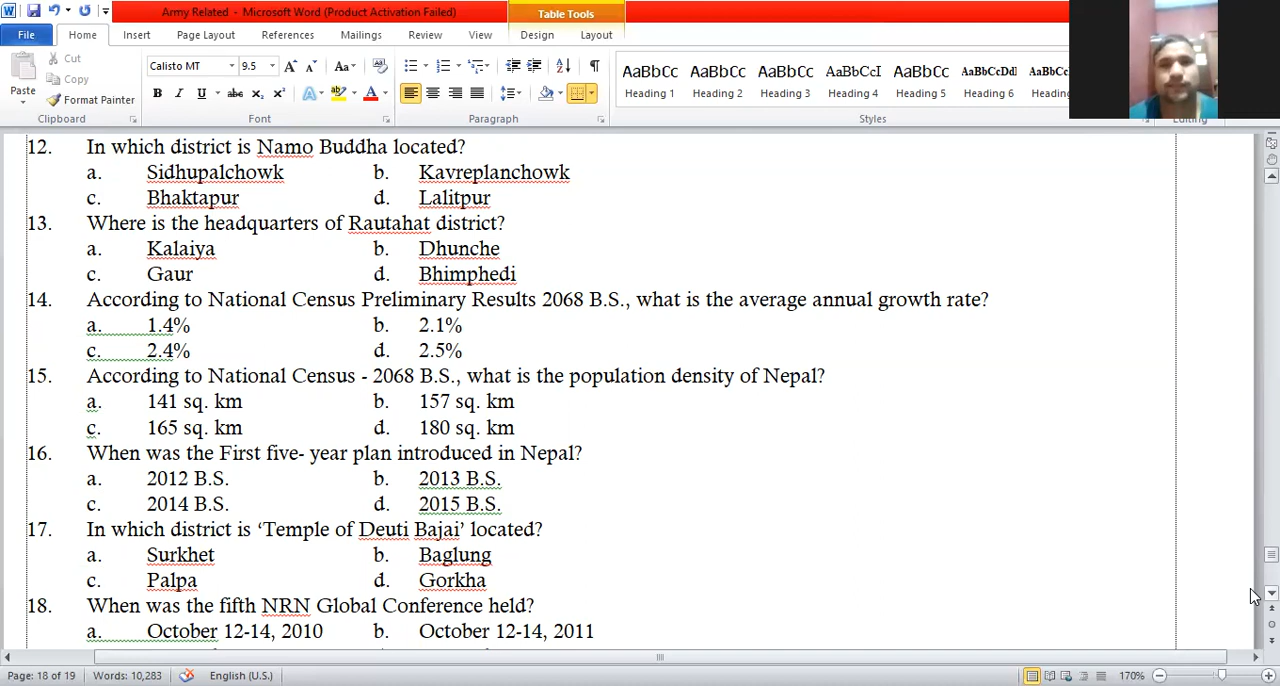 Army Related - Microsoft Word (Product Activation Failed)
Table Tools
File Home Insert Page Layout References Mailings Review View Design Layout
Cut
Copy
Format Painter
Paste
Calisto MT 9.5
AaBbCc AaBbCc AaBbCc AaBbCcI AaBbCc AaBbCcDd AaBbCc
Heading 1 Heading 2 Heading 3 Heading 4 Heading 5 Heading 6 Heading
Clipboard Font Paragraph Styles Editing
12. In which district is Namo Buddha located?
a. Sidhupalchowk b. Kavreplanchowk
c. Bhaktapur d. Lalitpur
13. Where is the headquarters of Rautahat district?
a. Kalaiya b. Dhunche
c. Gaur d. Bhimphedi
14. According to National Census Preliminary Results 2068 B.S., what is the average annual growth rate?
a. 1.4% b. 2.1%
c. 2.4% d. 2.5%
15. According to National Census - 2068 B.S., what is the population density of Nepal?
a. 141 sq. km b. 157 sq. km
c. 165 sq. km d. 180 sq. km
16. When was the First five- year plan introduced in Nepal?
a. 2012 B.S. b. 2013 B.S.
c. 2014 B.S. d. 2015 B.S.
17. In which district is ‘Temple of Deuti Bajai’ located?
a. Surkhet b. Baglung
c. Palpa d. Gorkha
18. When was the fifth NRN Global Conference held?
a. October 12-14, 2010 b. October 12-14, 2011
Page: 18 of 19 Words: 10,283 English (U.S.) 170%